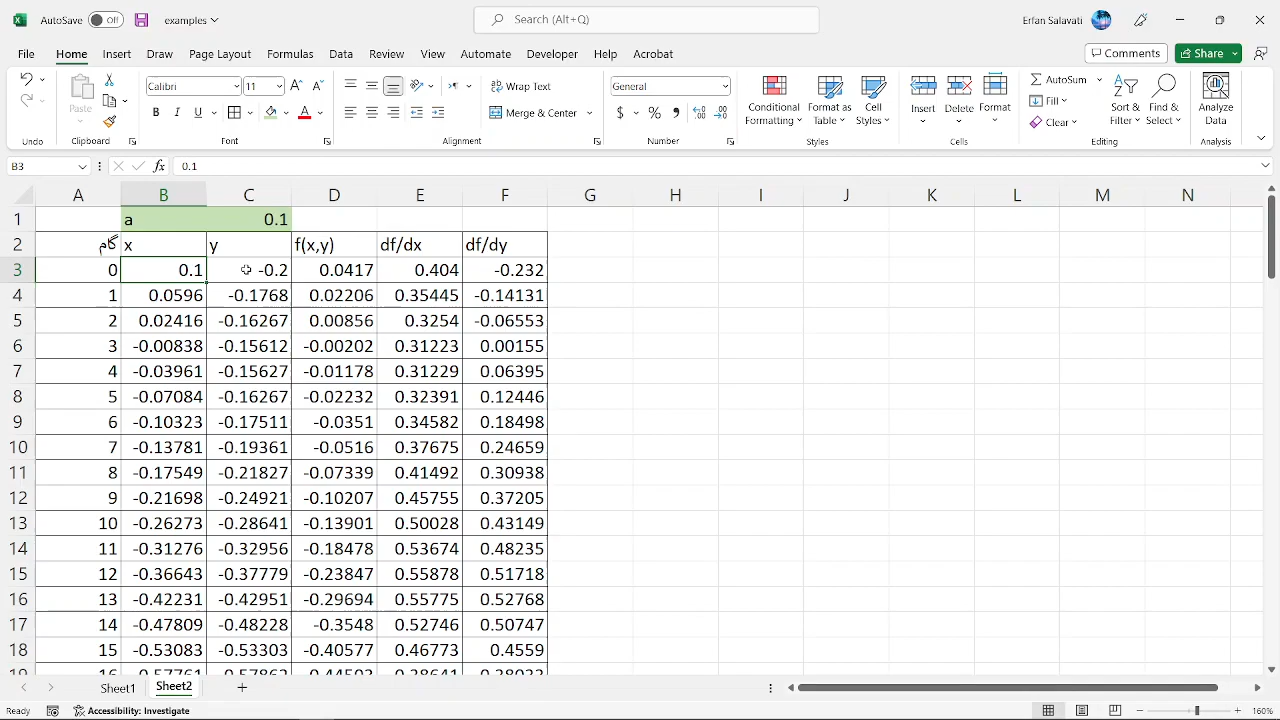 AutoSave Off examples Search (Alt+Q) Erfan Salavati
File Home Insert Draw Page Layout Formulas Data Review View Automate Developer Help Acrobat Comments Share
Calibri 11 Wrap Text General AutoSum
Paste Conditional Format as Cell Insert Delete Format Fill Sort & Find & Analyze
B I U Merge & Center $ % Formatting Table Styles Clear Filter Select Data
Undo Clipboard Font Alignment Number Styles Cells Editing Analysis
B3 fx 0.1
A B C D E F G H I J K L M N
1 a 0.1
2 گام x y f(x,y) df/dx df/dy
3 0 0.1 -0.2 0.0417 0.404 -0.232
4 1 0.0596 -0.1768 0.02206 0.35445 -0.14131
5 2 0.02416 -0.16267 0.00856 0.3254 -0.06553
6 3 -0.00838 -0.15612 -0.00202 0.31223 0.00155
7 4 -0.03961 -0.15627 -0.01178 0.31229 0.06395
8 5 -0.07084 -0.16267 -0.02232 0.32391 0.12446
9 6 -0.10323 -0.17511 -0.0351 0.34582 0.18498
10 7 -0.13781 -0.19361 -0.0516 0.37675 0.24659
11 8 -0.17549 -0.21827 -0.07339 0.41492 0.30938
12 9 -0.21698 -0.24921 -0.10207 0.45755 0.37205
13 10 -0.26273 -0.28641 -0.13901 0.50028 0.43149
14 11 -0.31276 -0.32956 -0.18478 0.53674 0.48235
15 12 -0.36643 -0.37779 -0.23847 0.55878 0.51718
16 13 -0.42231 -0.42951 -0.29694 0.55775 0.52768
17 14 -0.47809 -0.48228 -0.3548 0.52746 0.50747
18 15 -0.53083 -0.53303 -0.40577 0.46773 0.4559
Sheet1 Sheet2
Ready Accessibility: Investigate 160%